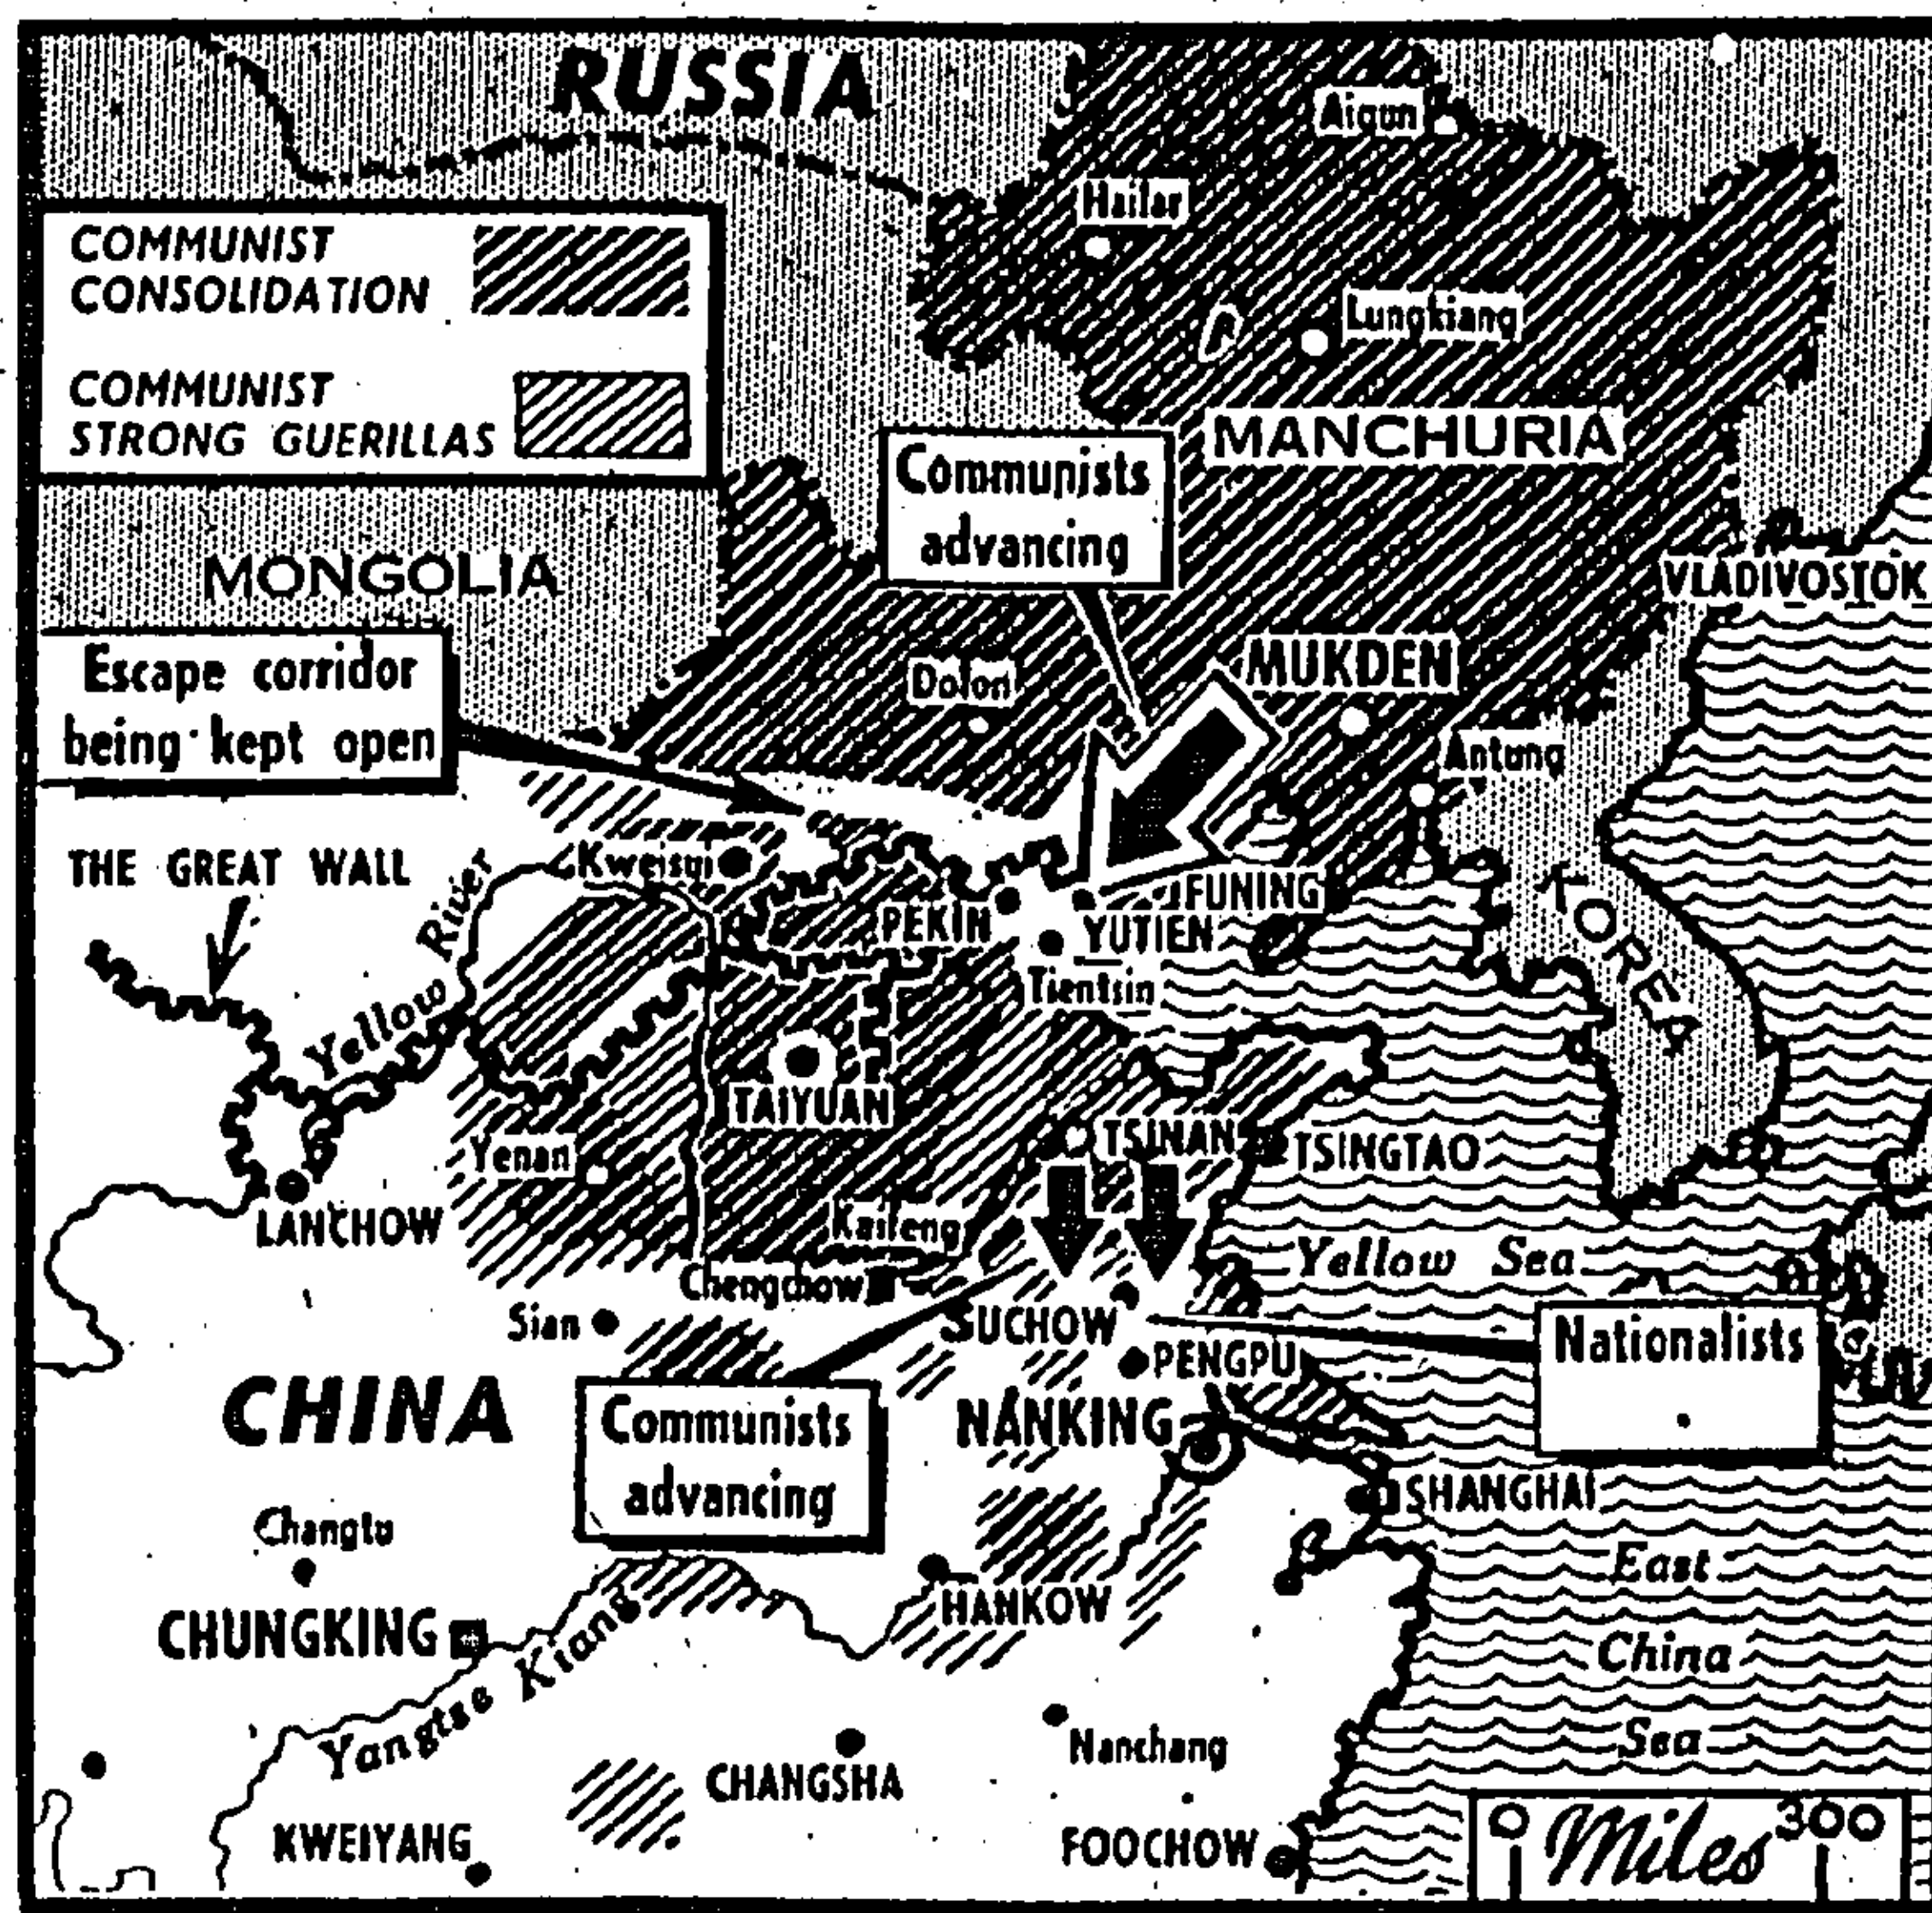 RUSSIA
Aigun
Hailar
COMMUNIST
CONSOLIDATION
Lungkiang
COMMUNIST
STRONG GUERILLAS
MANCHURIA
Communists
advancing
MONGOLIA
VLADIVOSTOK
Escape corridor
being kept open
MUKDEN
Dolon
Antung
THE GREAT WALL
Kweisui
FUNING
PEKIN
YUTIEN
KOREA
Yellow River
Tientsin
TAIYUAN
TSINAN
TSINGTAO
Yenan
LANCHOW
Kaifeng
Yellow Sea
Chengchow
Sian
SUCHOW
Nationalists
PENGPU
CHINA
Communists
advancing
NANKING
SHANGHAI
Changtu
HANKOW
East
China
Sea
CHUNGKING
Yangtse Kiang
Nanchang
CHANGSHA
KWEIYANG
FOOCHOW
0 Miles 300